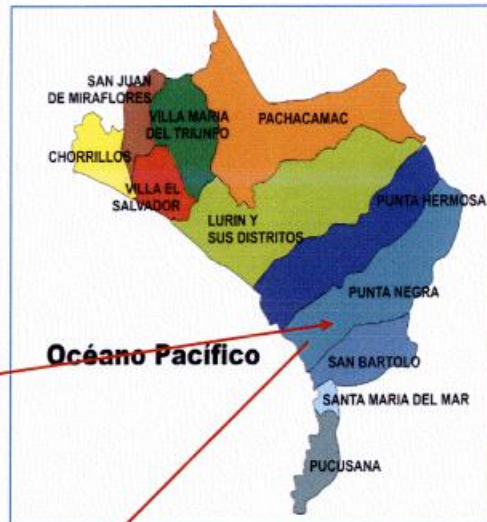 SAN JUAN
DE MIRAFLORES
VILLA MARIA
DEL TRIUNFO
PACHACAMAC
CHORRILLOS
VILLA EL
SALVADOR
LURIN Y
SUS DISTRITOS
PUNTA HERMOSA
PUNTA NEGRA
Océano Pacífico
SAN BARTOLO
SANTA MARIA DEL MAR
PUCUSANA